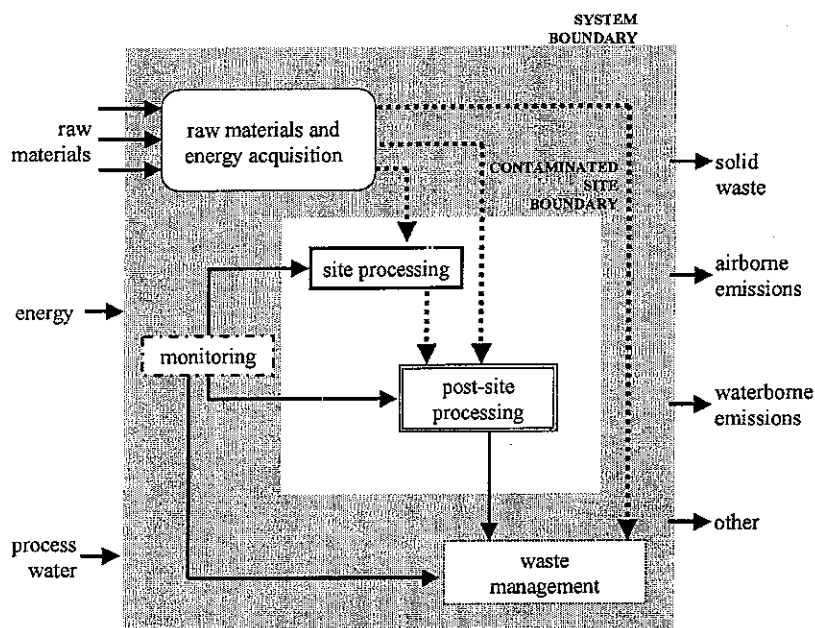 SYSTEM
BOUNDARY
raw
materials
raw materials and
energy acquisition
CONTAMINATED
SITE
BOUNDARY
solid
waste
site processing
airborne
emissions
energy
monitoring
post-site
processing
waterborne
emissions
process
water
other
waste
management